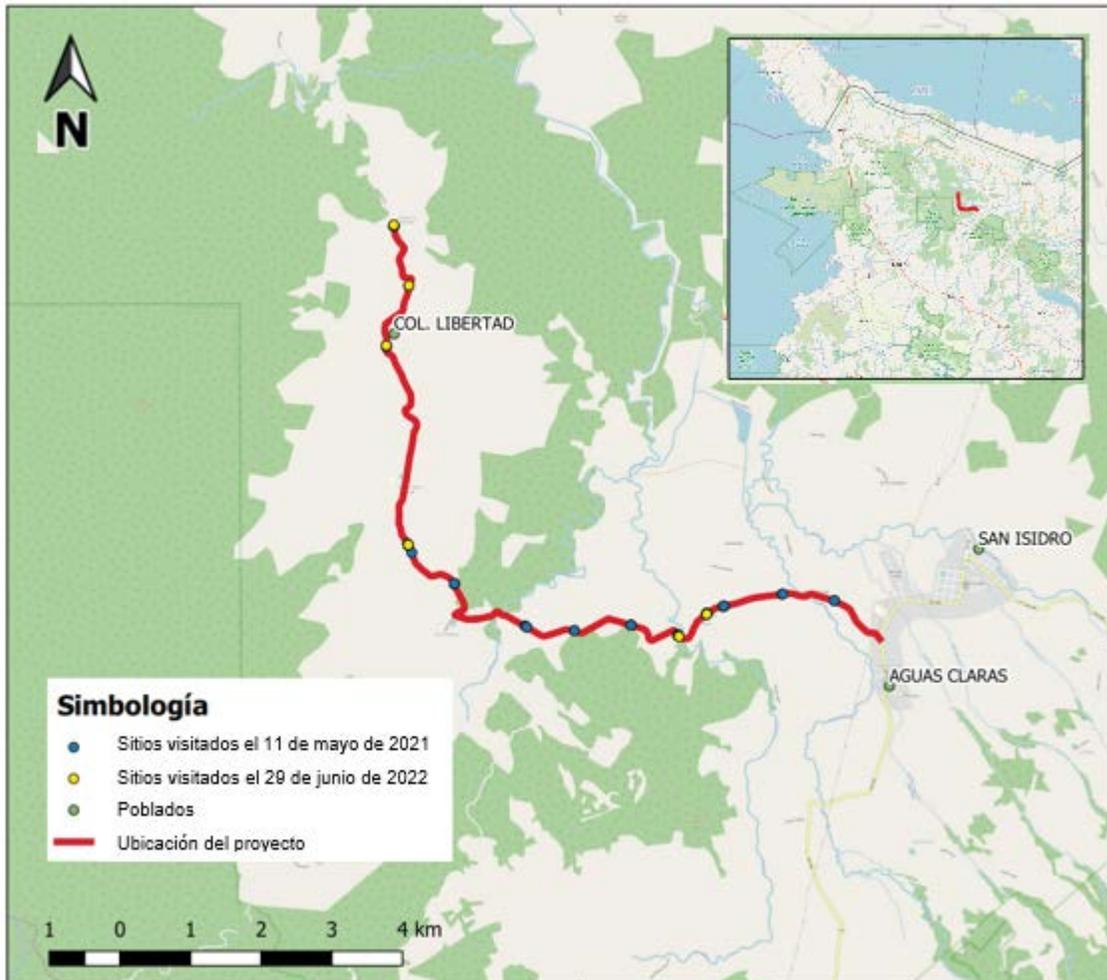 N
COL. LIBERTAD
SAN ISIDRO
AGUAS CLARAS
Simbología
Sitios visitados el 11 de mayo de 2021
Sitios visitados el 29 de junio de 2022
Poblados
Ubicación del proyecto
1 0 1 2 3 4 km